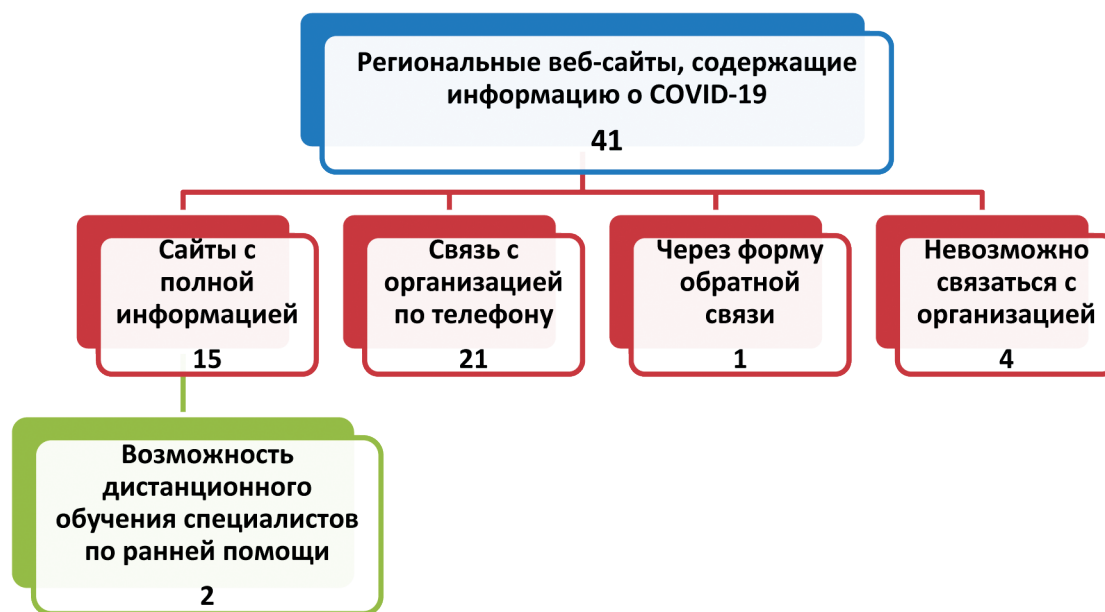 Региональные веб-сайты, содержащие
информацию о COVID-19
41
Сайты с
полной
информацией
15
Связь с
организацией
по телефону
21
Через форму
обратной
связи
1
Невозможно
связаться с
организацией
4
Возможность
дистанционного
обучения специалистов
по ранней помощи
2